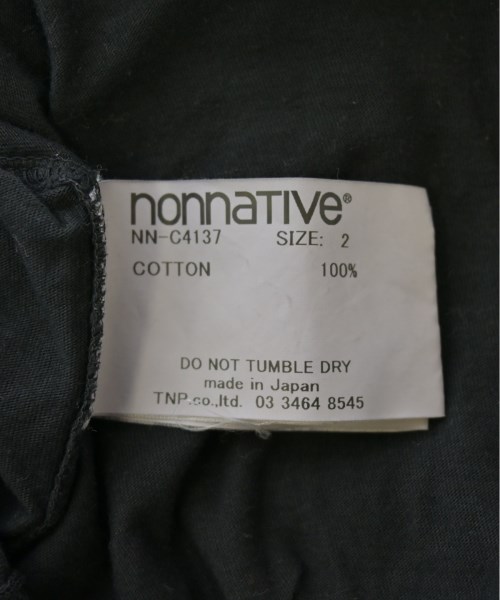 nonnative®
NN-C4137 SIZE: 2
COTTON 100%
DO NOT TUMBLE DRY
made in Japan
TNP.co.,ltd. 03 3464 8545